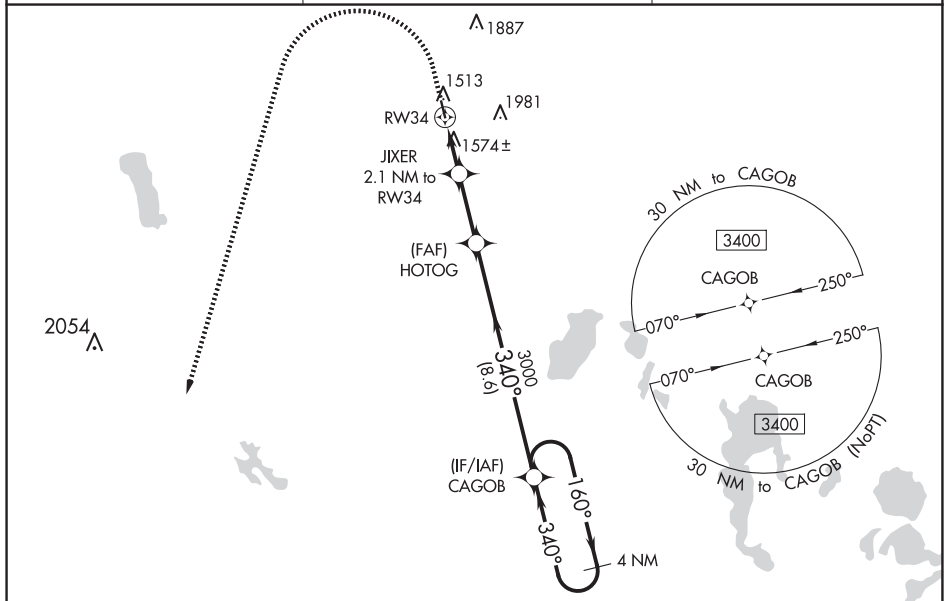 1887
1513
1981
RW34
1574±
JIXER
2.1 NM to
RW34
(FAF)
HOTOG
2054
3000
340°
(8.6)
(IF/IAF)
CAGOB
160°
340°
4 NM
30 NM to CAGOB
3400
CAGOB
250°
070°
250°
070°
CAGOB
3400
30 NM to CAGOB (NoPT)